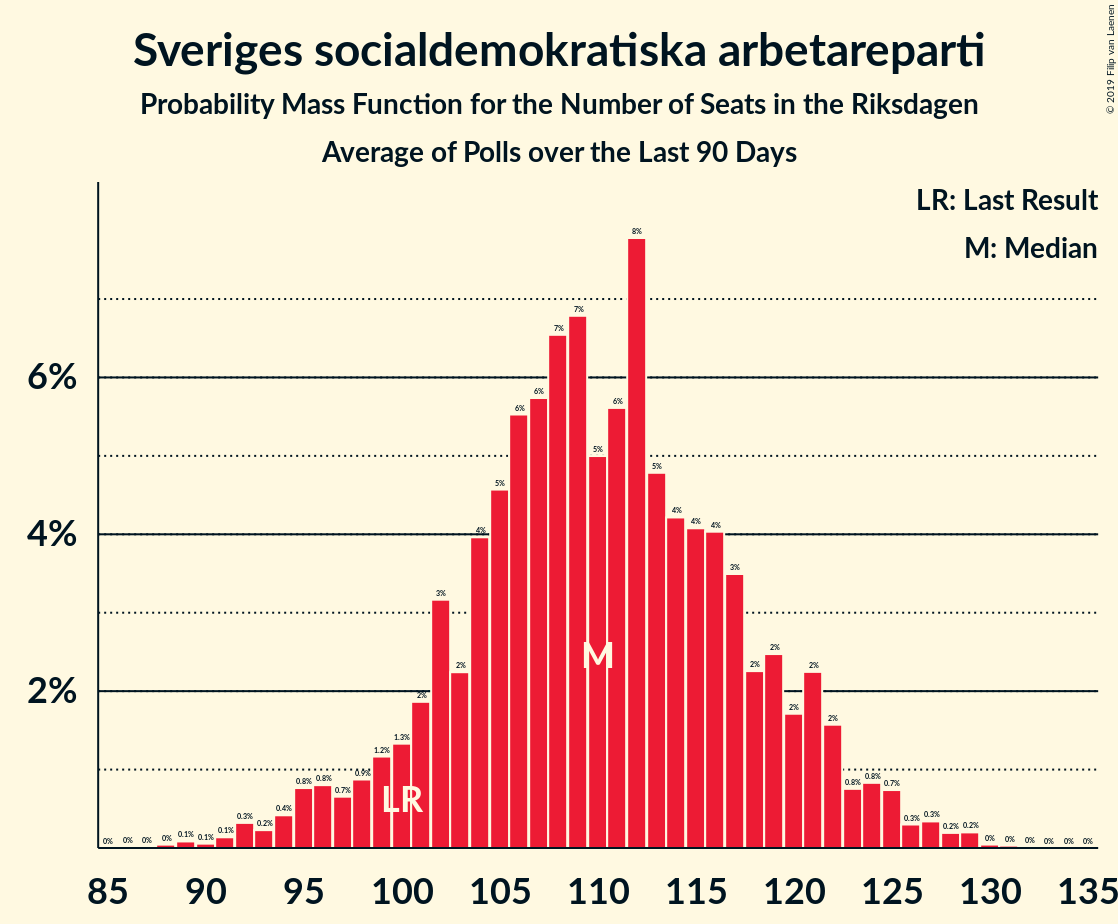 Sveriges socialdemokratiska arbetareparti
Probability Mass Function for the Number of Seats in the Riksdagen
Average of Polls over the Last 90 Days
© 2019 Filip van Laenen
LR: Last Result
M: Median
6%
4%
2%
0% 0% 0% 0% 0.1% 0.1% 0.1% 0.3% 0.2% 0.4% 0.8% 0.8% 0.7% 0.9% 1.2% 1.3% 2% 3% 2% 4% 5% 6% 6% 7% 7% 5% 6% 8% 5% 4% 4% 4% 3% 2% 2% 2% 2% 2% 0.8% 0.8% 0.7% 0.3% 0.3% 0.2% 0.2% 0% 0% 0% 0% 0% 0%
M
LR
85 90 95 100 105 110 115 120 125 130 135